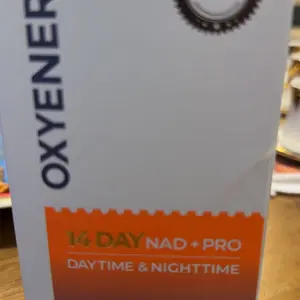 OXYENER
14 DAY NAD + PRO
DAYTIME & NIGHTTIME